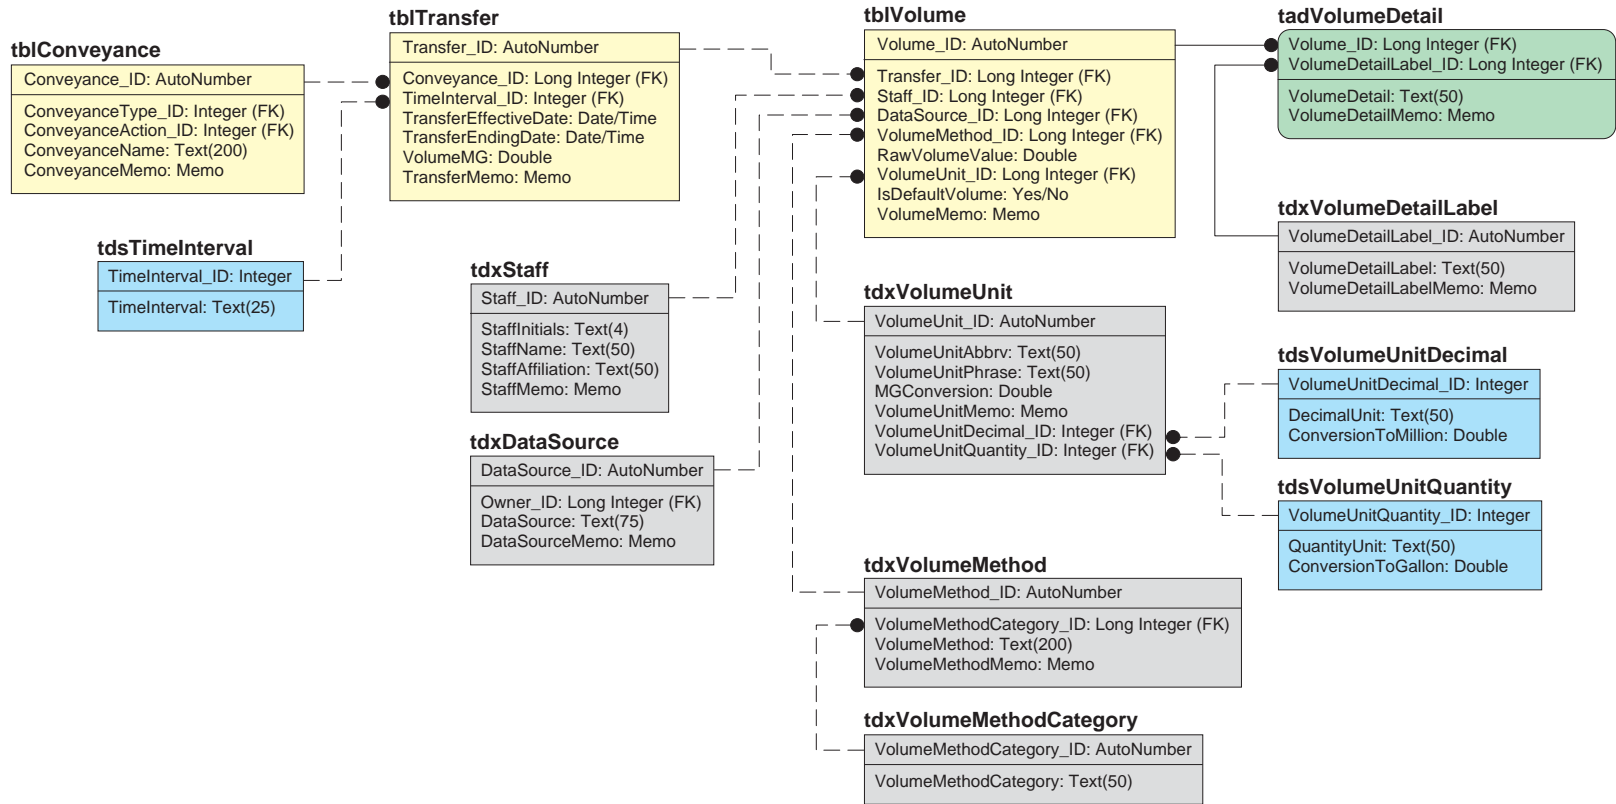 tblConveyance
Conveyance_ID: AutoNumber
ConveyanceType_ID: Integer (FK)
ConveyanceAction_ID: Integer (FK)
ConveyanceName: Text(200)
ConveyanceMemo: Memo
tblTransfer
Transfer_ID: AutoNumber
Conveyance_ID: Long Integer (FK)
TimeInterval_ID: Integer (FK)
TransferEffectiveDate: Date/Time
TransferEndingDate: Date/Time
VolumeMG: Double
TransferMemo: Memo
tblVolume
Volume_ID: AutoNumber
Transfer_ID: Long Integer (FK)
Staff_ID: Long Integer (FK)
DataSource_ID: Long Integer (FK)
VolumeMethod_ID: Long Integer (FK)
RawVolumeValue: Double
VolumeUnit_ID: Long Integer (FK)
IsDefaultVolume: Yes/No
VolumeMemo: Memo
tadVolumeDetail
Volume_ID: Long Integer (FK)
VolumeDetailLabel_ID: Long Integer (FK)
VolumeDetail: Text(50)
VolumeDetailMemo: Memo
tdsTimeInterval
TimeInterval_ID: Integer
TimeInterval: Text(25)
tdxStaff
Staff_ID: AutoNumber
StaffInitials: Text(4)
StaffName: Text(50)
StaffAffiliation: Text(50)
StaffMemo: Memo
tdxVolumeUnit
VolumeUnit_ID: AutoNumber
VolumeUnitAbbrv: Text(50)
VolumeUnitPhrase: Text(50)
MGConversion: Double
VolumeUnitMemo: Memo
VolumeUnitDecimal_ID: Integer (FK)
VolumeUnitQuantity_ID: Integer (FK)
tdxVolumeDetailLabel
VolumeDetailLabel_ID: AutoNumber
VolumeDetailLabel: Text(50)
VolumeDetailLabelMemo: Memo
tdsVolumeUnitDecimal
VolumeUnitDecimal_ID: Integer
DecimalUnit: Text(50)
ConversionToMillion: Double
tdxDataSource
DataSource_ID: AutoNumber
Owner_ID: Long Integer (FK)
DataSource: Text(75)
DataSourceMemo: Memo
tdsVolumeUnitQuantity
VolumeUnitQuantity_ID: Integer
QuantityUnit: Text(50)
ConversionToGallon: Double
tdxVolumeMethod
VolumeMethod_ID: AutoNumber
VolumeMethodCategory_ID: Long Integer (FK)
VolumeMethod: Text(200)
VolumeMethodMemo: Memo
tdxVolumeMethodCategory
VolumeMethodCategory_ID: AutoNumber
VolumeMethodCategory: Text(50)